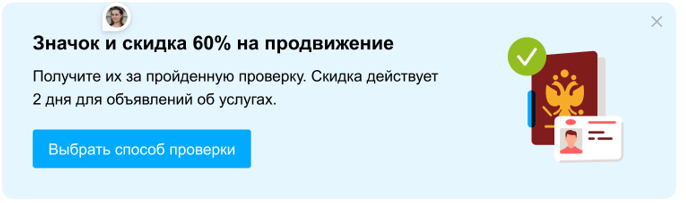 Значок и скидка 60% на продвижение
Получите их за пройденную проверку. Скидка действует
2 дня для объявлений об услугах.
Выбрать способ проверки